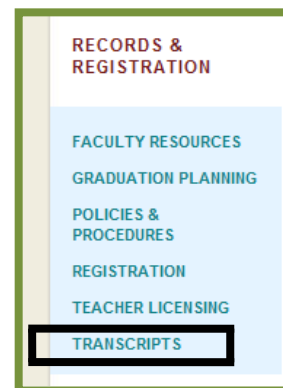 RECORDS &
REGISTRATION
FACULTY RESOURCES
GRADUATION PLANNING
POLICIES &
PROCEDURES
REGISTRATION
TEACHER LICENSING
TRANSCRIPTS